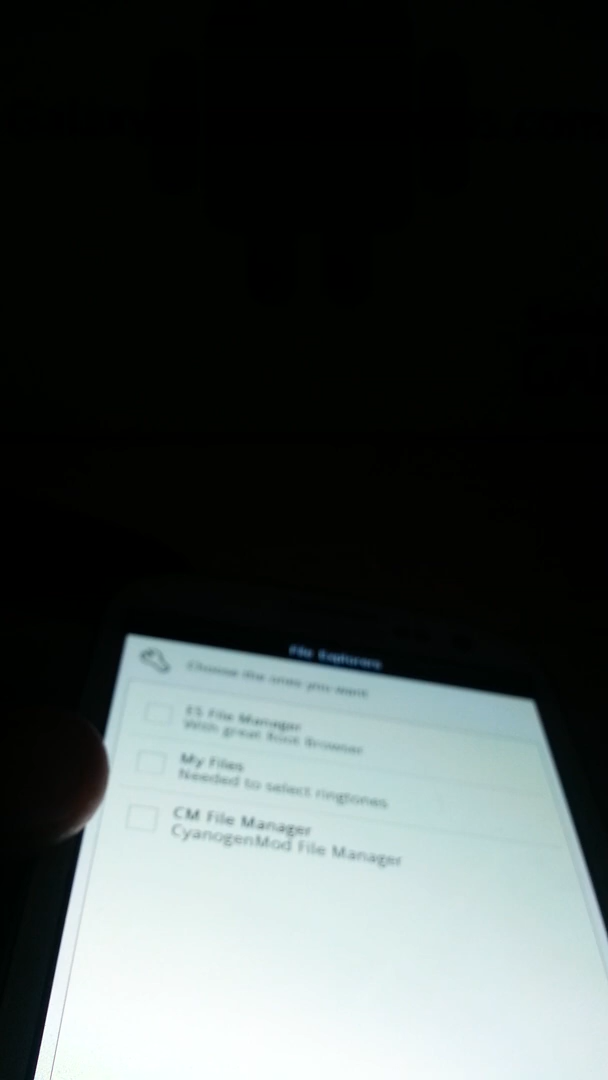 File Explorers
Choose the ones you want
ES File Manager
With great Root Browser
My Files
Needed to select ringtones
CM File Manager
CyanogenMod File Manager